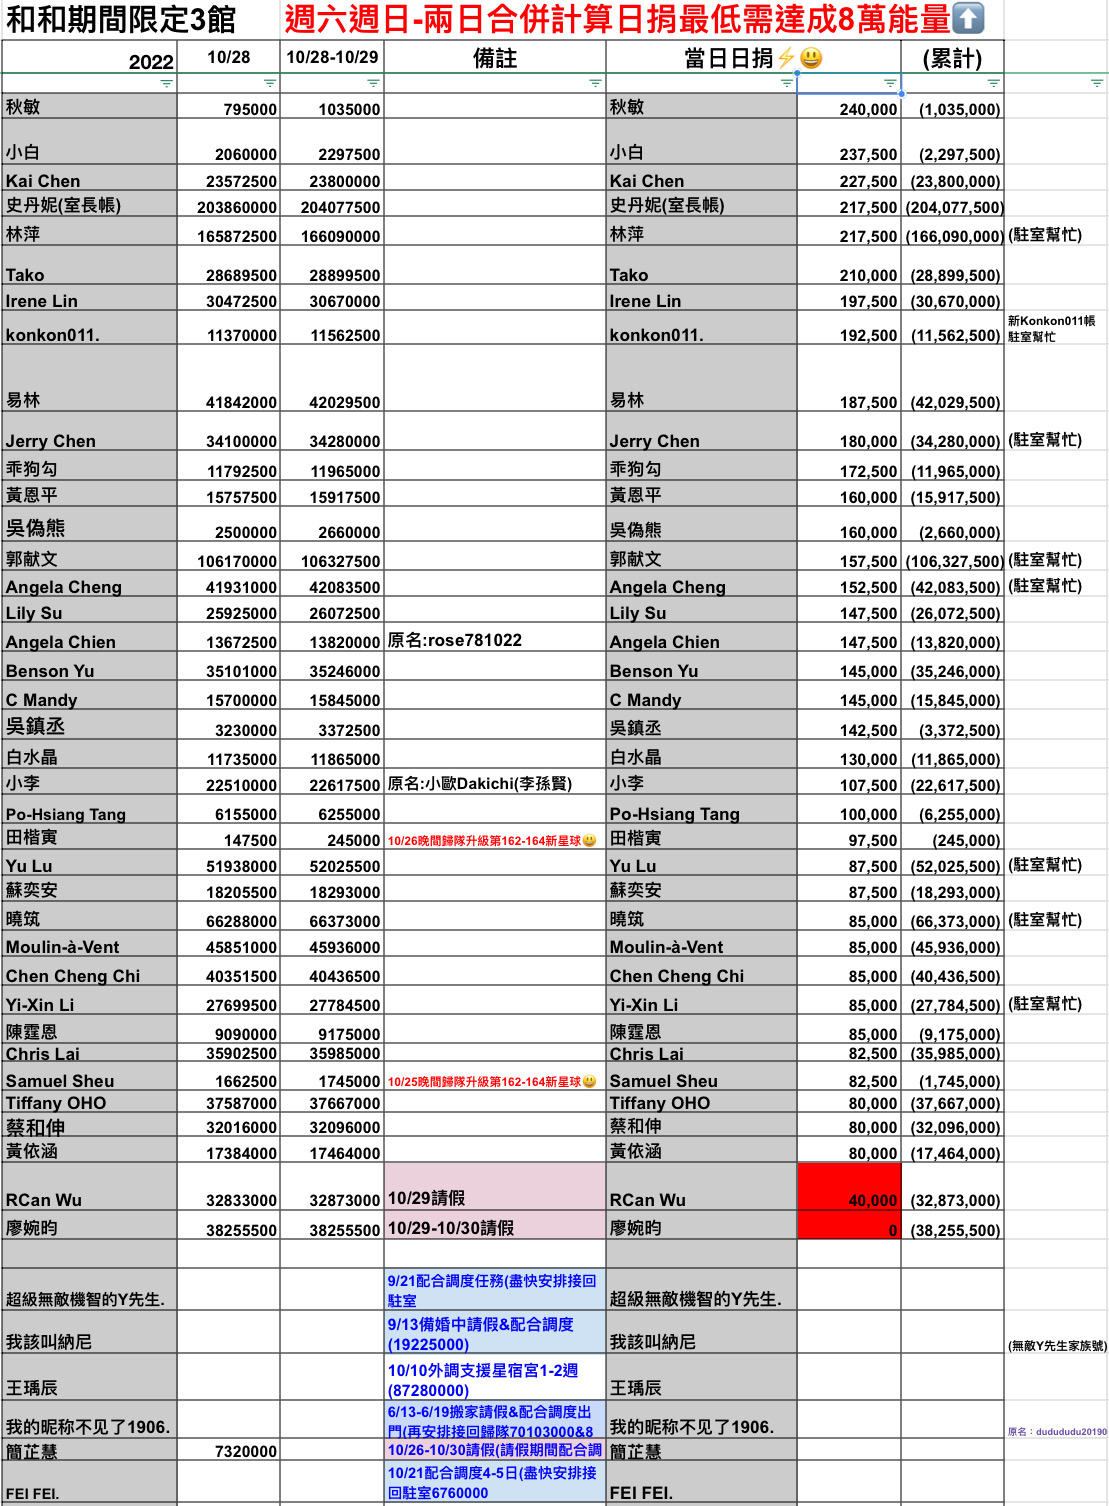 和和期間限定3館 週六週日-兩日合併計算日捐最低需達成8萬能量⬆️
2022 10/28 10/28-10/29 備註 當日日捐⚡😃 (累計)
秋敏 795000 1035000 秋敏 240,000 (1,035,000)
小白 2060000 2297500 小白 237,500 (2,297,500)
Kai Chen 23572500 23800000 Kai Chen 227,500 (23,800,000)
史丹妮(室長帳) 203860000 204077500 史丹妮(室長帳) 217,500 (204,077,500)
林萍 165872500 166090000 林萍 217,500 (166,090,000) (駐室幫忙)
Tako 28689500 28899500 Tako 210,000 (28,899,500)
Irene Lin 30472500 30670000 Irene Lin 197,500 (30,670,000)
konkon011. 11370000 11562500 konkon011. 192,500 (11,562,500) 新Konkon011帳
駐室幫忙
易林 41842000 42029500 易林 187,500 (42,029,500)
Jerry Chen 34100000 34280000 Jerry Chen 180,000 (34,280,000) (駐室幫忙)
乖狗勾 11792500 11965000 乖狗勾 172,500 (11,965,000)
黃恩平 15757500 15917500 黃恩平 160,000 (15,917,500)
吳偽熊 2500000 2660000 吳偽熊 160,000 (2,660,000)
郭献文 106170000 106327500 郭献文 157,500 (106,327,500) (駐室幫忙)
Angela Cheng 41931000 42083500 Angela Cheng 152,500 (42,083,500) (駐室幫忙)
Lily Su 25925000 26072500 Lily Su 147,500 (26,072,500)
Angela Chien 13672500 13820000 原名:rose781022 Angela Chien 147,500 (13,820,000)
Benson Yu 35101000 35246000 Benson Yu 145,000 (35,246,000)
C Mandy 15700000 15845000 C Mandy 145,000 (15,845,000)
吳鎮丞 3230000 3372500 吳鎮丞 142,500 (3,372,500)
白水晶 11735000 11865000 白水晶 130,000 (11,865,000)
小李 22510000 22617500 原名:小歐Dakichi(李孫賢) 小李 107,500 (22,617,500)
Po-Hsiang Tang 6155000 6255000 Po-Hsiang Tang 100,000 (6,255,000)
田楷寅 147500 245000 10/26晚間歸隊升級第162-164新星球😃 田楷寅 97,500 (245,000)
Yu Lu 51938000 52025500 Yu Lu 87,500 (52,025,500) (駐室幫忙)
蘇奕安 18205500 18293000 蘇奕安 87,500 (18,293,000)
曉筑 66288000 66373000 曉筑 85,000 (66,373,000) (駐室幫忙)
Moulin-à-Vent 45851000 45936000 Moulin-à-Vent 85,000 (45,936,000)
Chen Cheng Chi 40351500 40436500 Chen Cheng Chi 85,000 (40,436,500)
Yi-Xin Li 27699500 27784500 Yi-Xin Li 85,000 (27,784,500) (駐室幫忙)
陳霆恩 9090000 9175000 陳霆恩 85,000 (9,175,000)
Chris Lai 35902500 35985000 Chris Lai 82,500 (35,985,000)
Samuel Sheu 1662500 1745000 10/25晚間歸隊升級第162-164新星球😃 Samuel Sheu 82,500 (1,745,000)
Tiffany OHO 37587000 37667000 Tiffany OHO 80,000 (37,667,000)
蔡和伸 32016000 32096000 蔡和伸 80,000 (32,096,000)
黃依涵 17384000 17464000 黃依涵 80,000 (17,464,000)
RCan Wu 32833000 32873000 10/29請假 RCan Wu 40,000 (32,873,000)
廖婉昀 38255500 38255500 10/29-10/30請假 廖婉昀 0 (38,255,500)
9/21配合調度任務(盡快安排接回
超級無敵機智的Y先生. 駐室 超級無敵機智的Y先生.
9/13備婚中請假&配合調度
我該叫納尼 (19225000) 我該叫納尼 (無敵Y先生家族號)
10/10外調支援星宿宮1-2週
王瑀辰 (87280000) 王瑀辰
6/13-6/19搬家請假&配合調度出
我的昵称不见了1906. 門(再安排接回歸隊70103000&8 我的昵称不见了1906. 原名：dudududu20190
簡芷慧 7320000 10/26-10/30請假(請假期間配合調 簡芷慧
10/21配合調度4-5日(盡快安排接
FEI FEI. 回駐室6760000 FEI FEI.